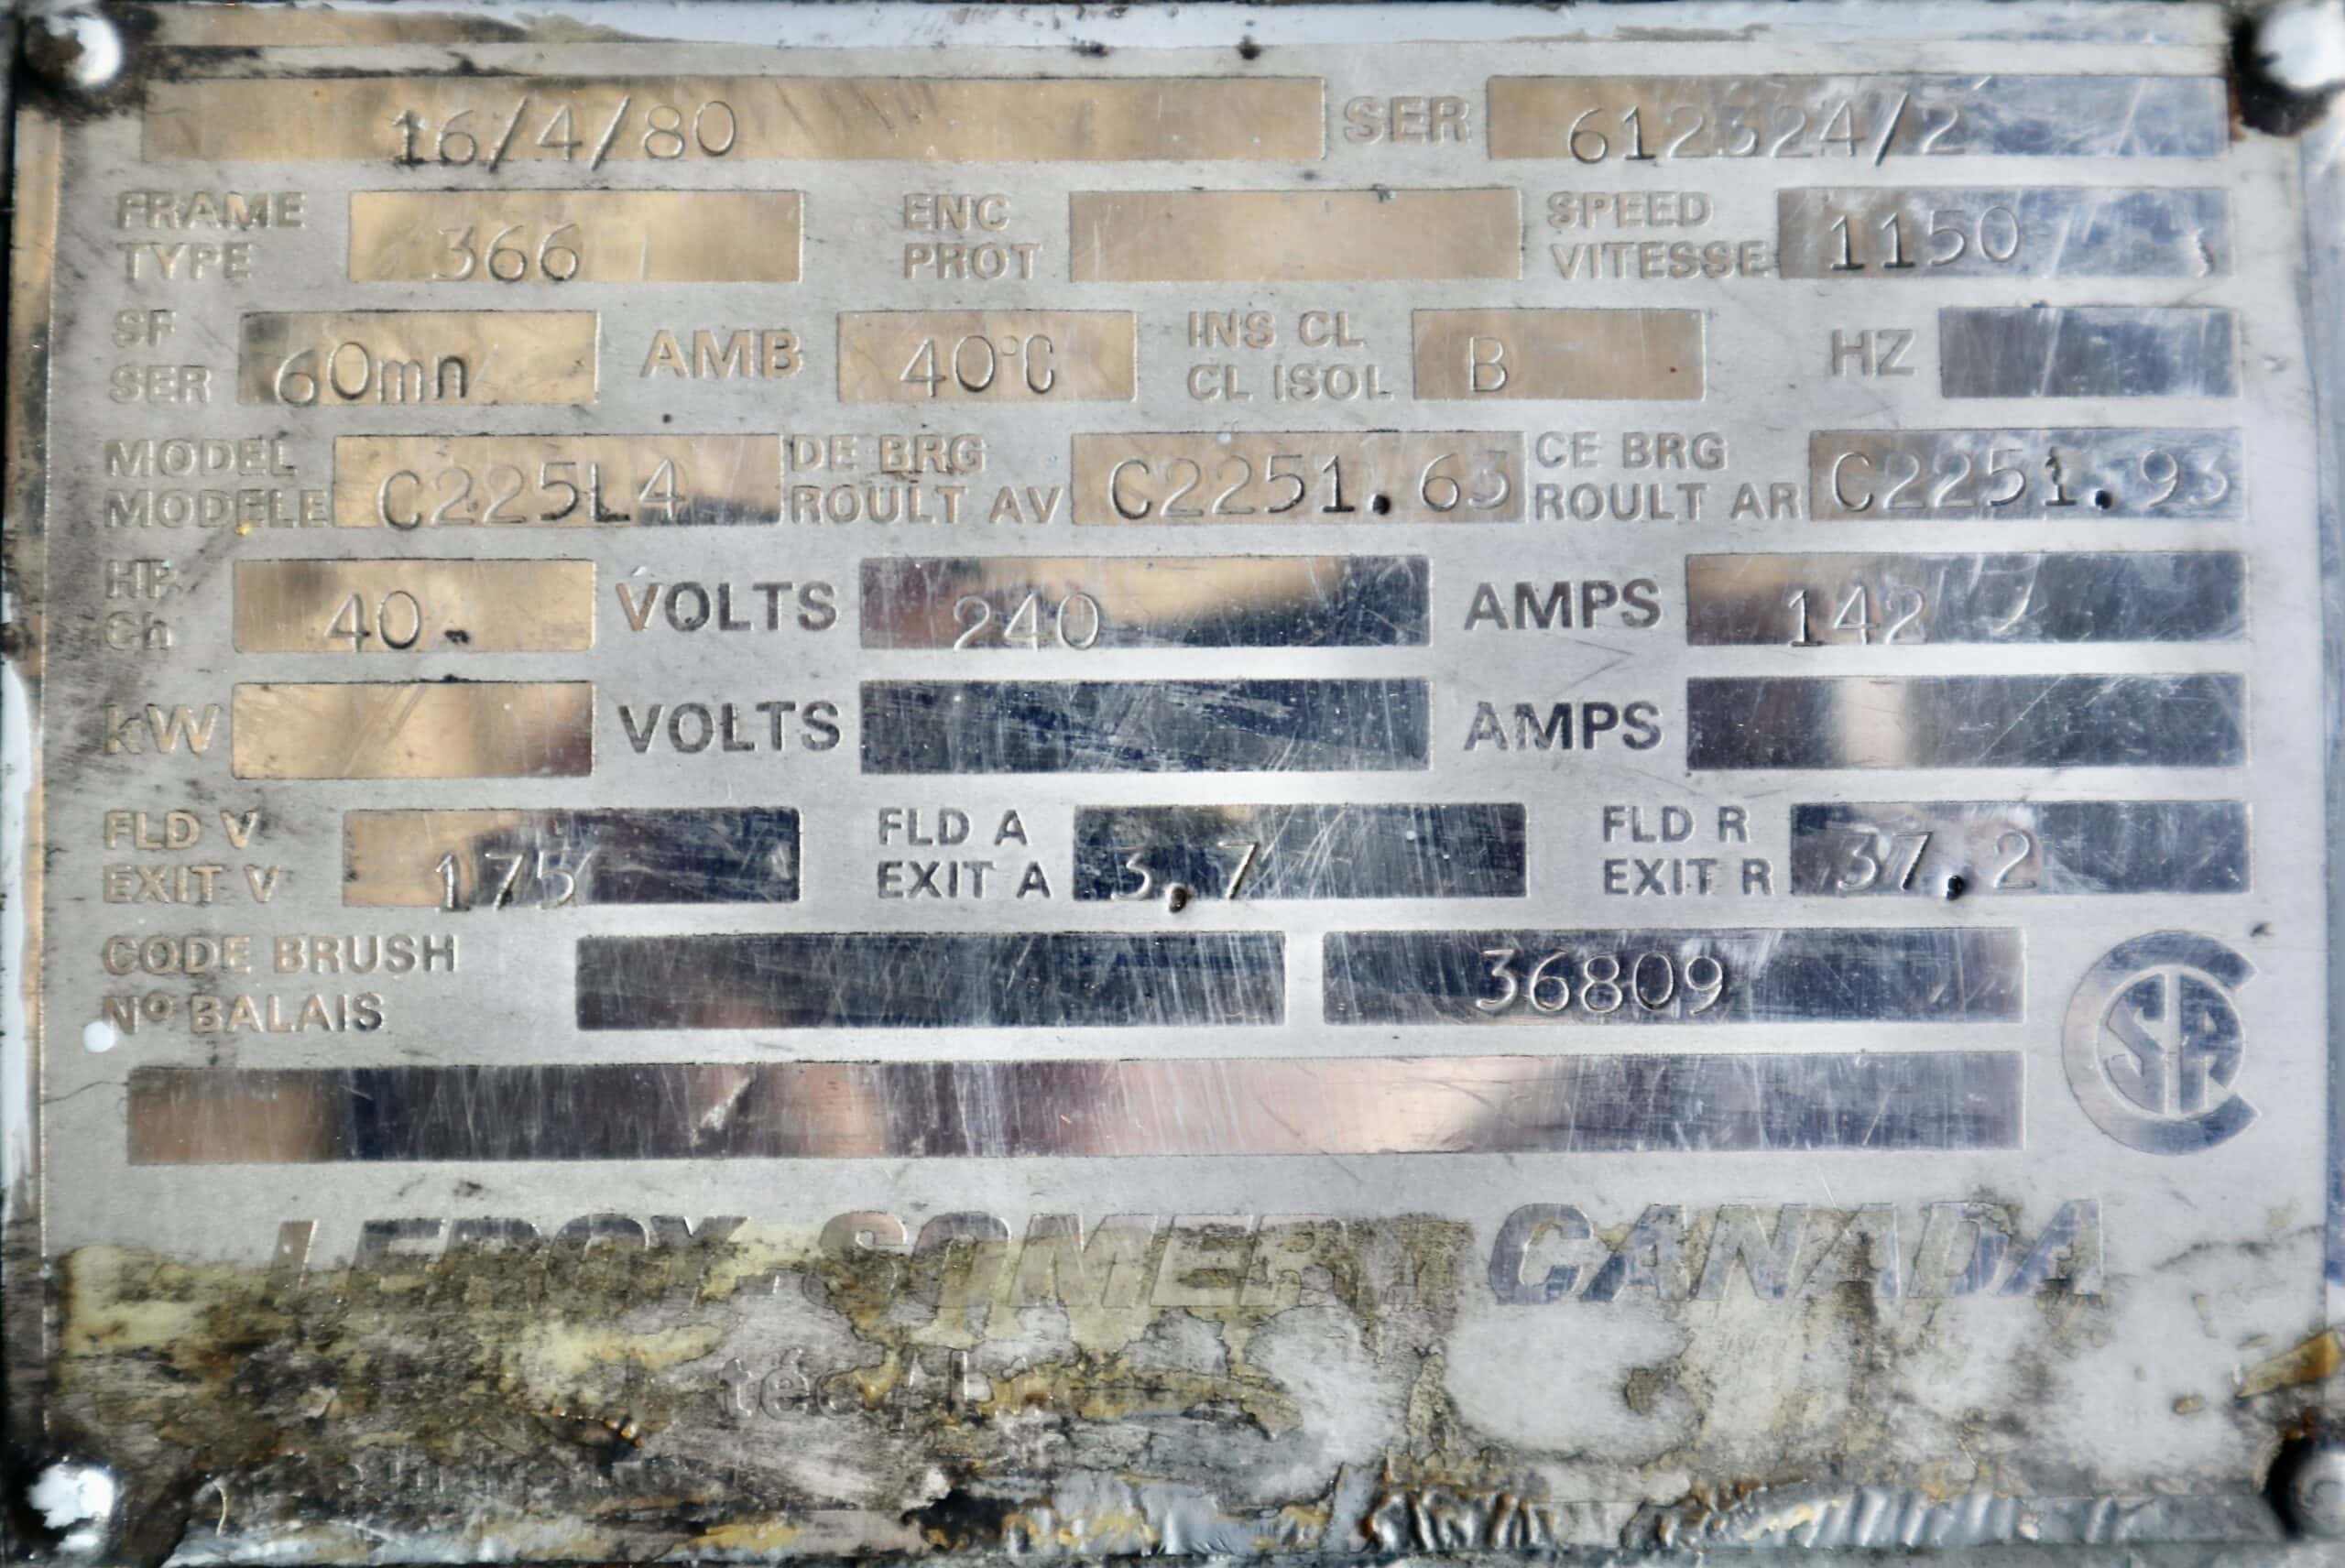 16/4/80 SER 612324/2
FRAME TYPE 366 ENC PROT SPEED VITESSE 1150
SF SER 60mn AMB 40°C INS CL CL ISOL B HZ
MODEL MODELE C225L4 DE BRG ROULT AV C2251.63 CE BRG ROULT AR C2251.93
HP Ch 40. VOLTS 240 AMPS 142
kW VOLTS AMPS
FLD V EXIT V 175 FLD A EXIT A 3,7 FLD R EXIT R 37.2
CODE BRUSH Nº BALAIS 36809
CSA
LEROY-SOMER CANADA